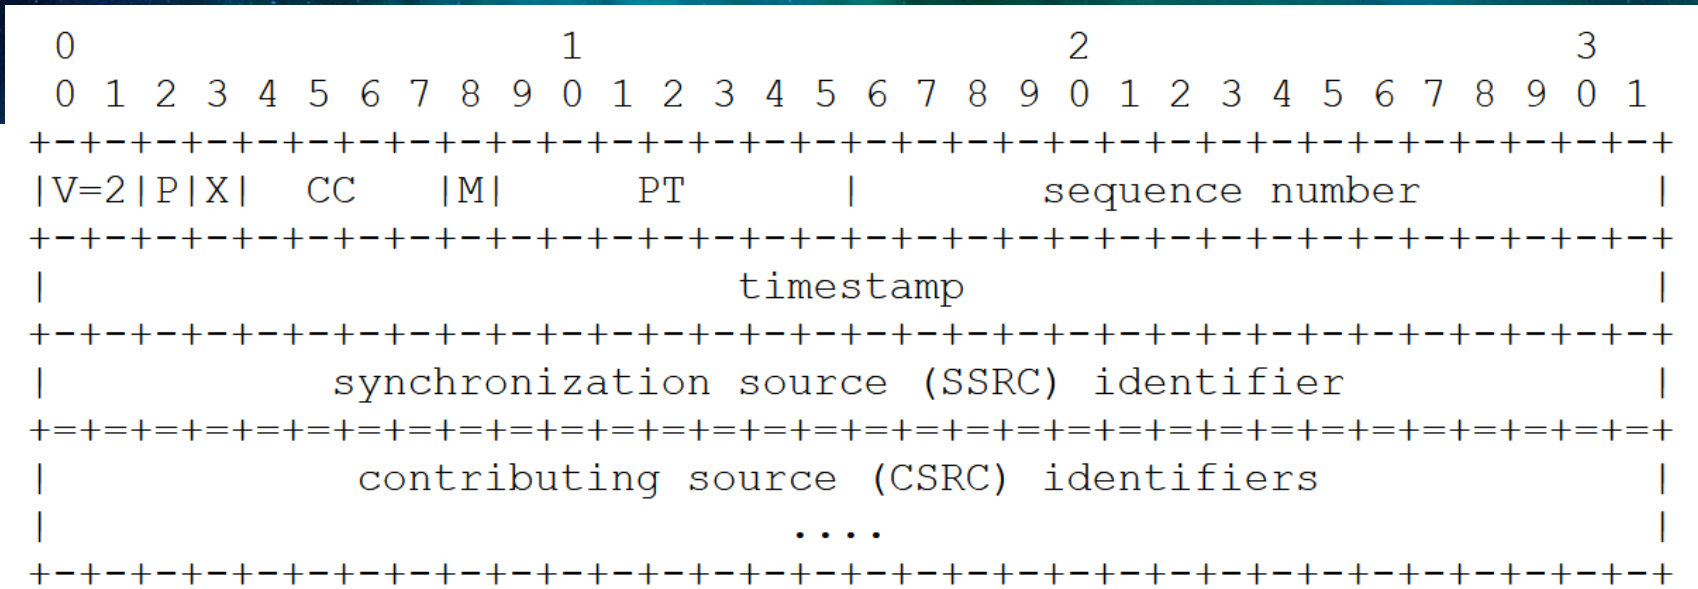 0                   1                   2                   3
 0 1 2 3 4 5 6 7 8 9 0 1 2 3 4 5 6 7 8 9 0 1 2 3 4 5 6 7 8 9 0 1
+-+-+-+-+-+-+-+-+-+-+-+-+-+-+-+-+-+-+-+-+-+-+-+-+-+-+-+-+-+-+-+-+
|V=2|P|X|  CC   |M|     PT      |       sequence number         |
+-+-+-+-+-+-+-+-+-+-+-+-+-+-+-+-+-+-+-+-+-+-+-+-+-+-+-+-+-+-+-+-+
|                           timestamp                           |
+-+-+-+-+-+-+-+-+-+-+-+-+-+-+-+-+-+-+-+-+-+-+-+-+-+-+-+-+-+-+-+-+
|           synchronization source (SSRC) identifier            |
+=+=+=+=+=+=+=+=+=+=+=+=+=+=+=+=+=+=+=+=+=+=+=+=+=+=+=+=+=+=+=+=+
|            contributing source (CSRC) identifiers             |
|                             ....                              |
+-+-+-+-+-+-+-+-+-+-+-+-+-+-+-+-+-+-+-+-+-+-+-+-+-+-+-+-+-+-+-+-+